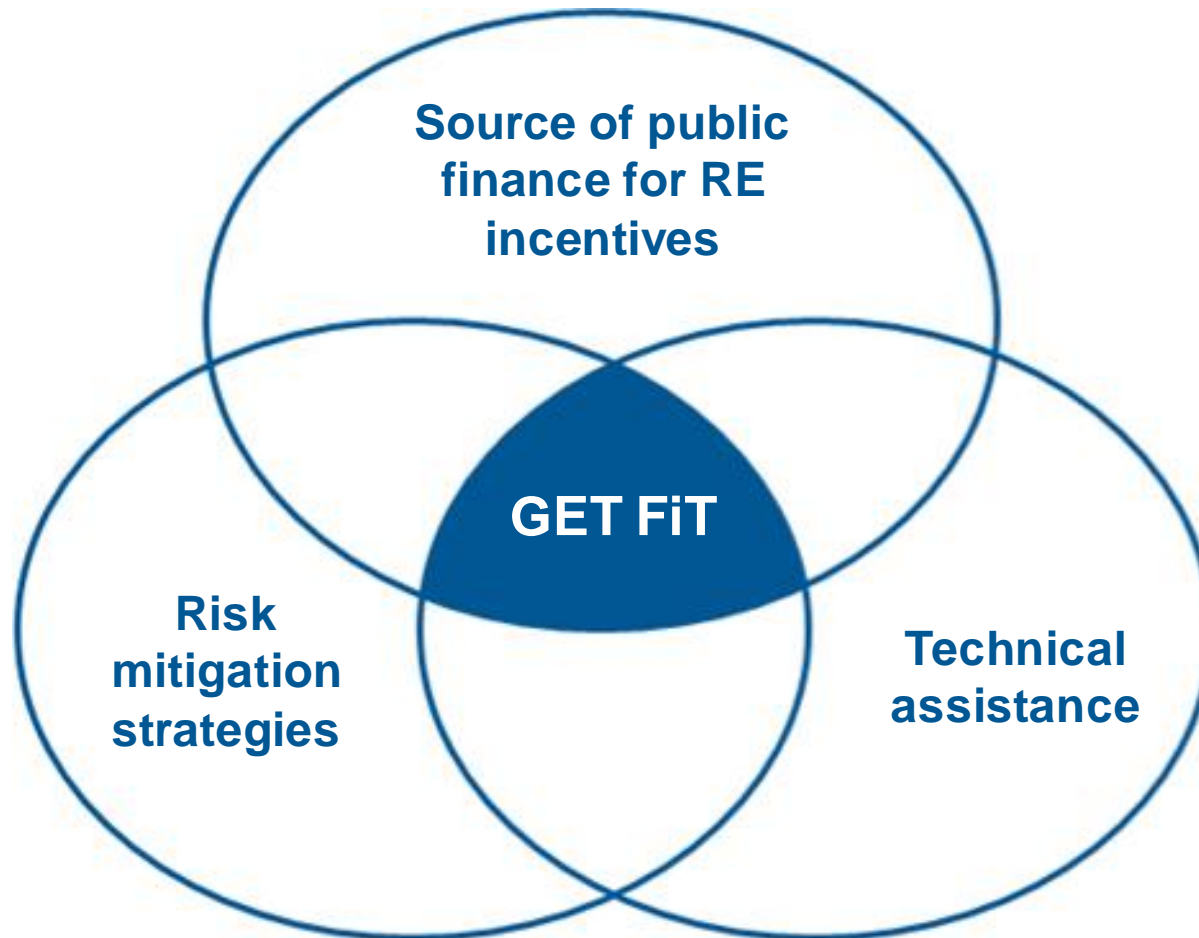 Source of public
finance for RE
incentives
GET FiT
Risk
mitigation
strategies
Technical
assistance